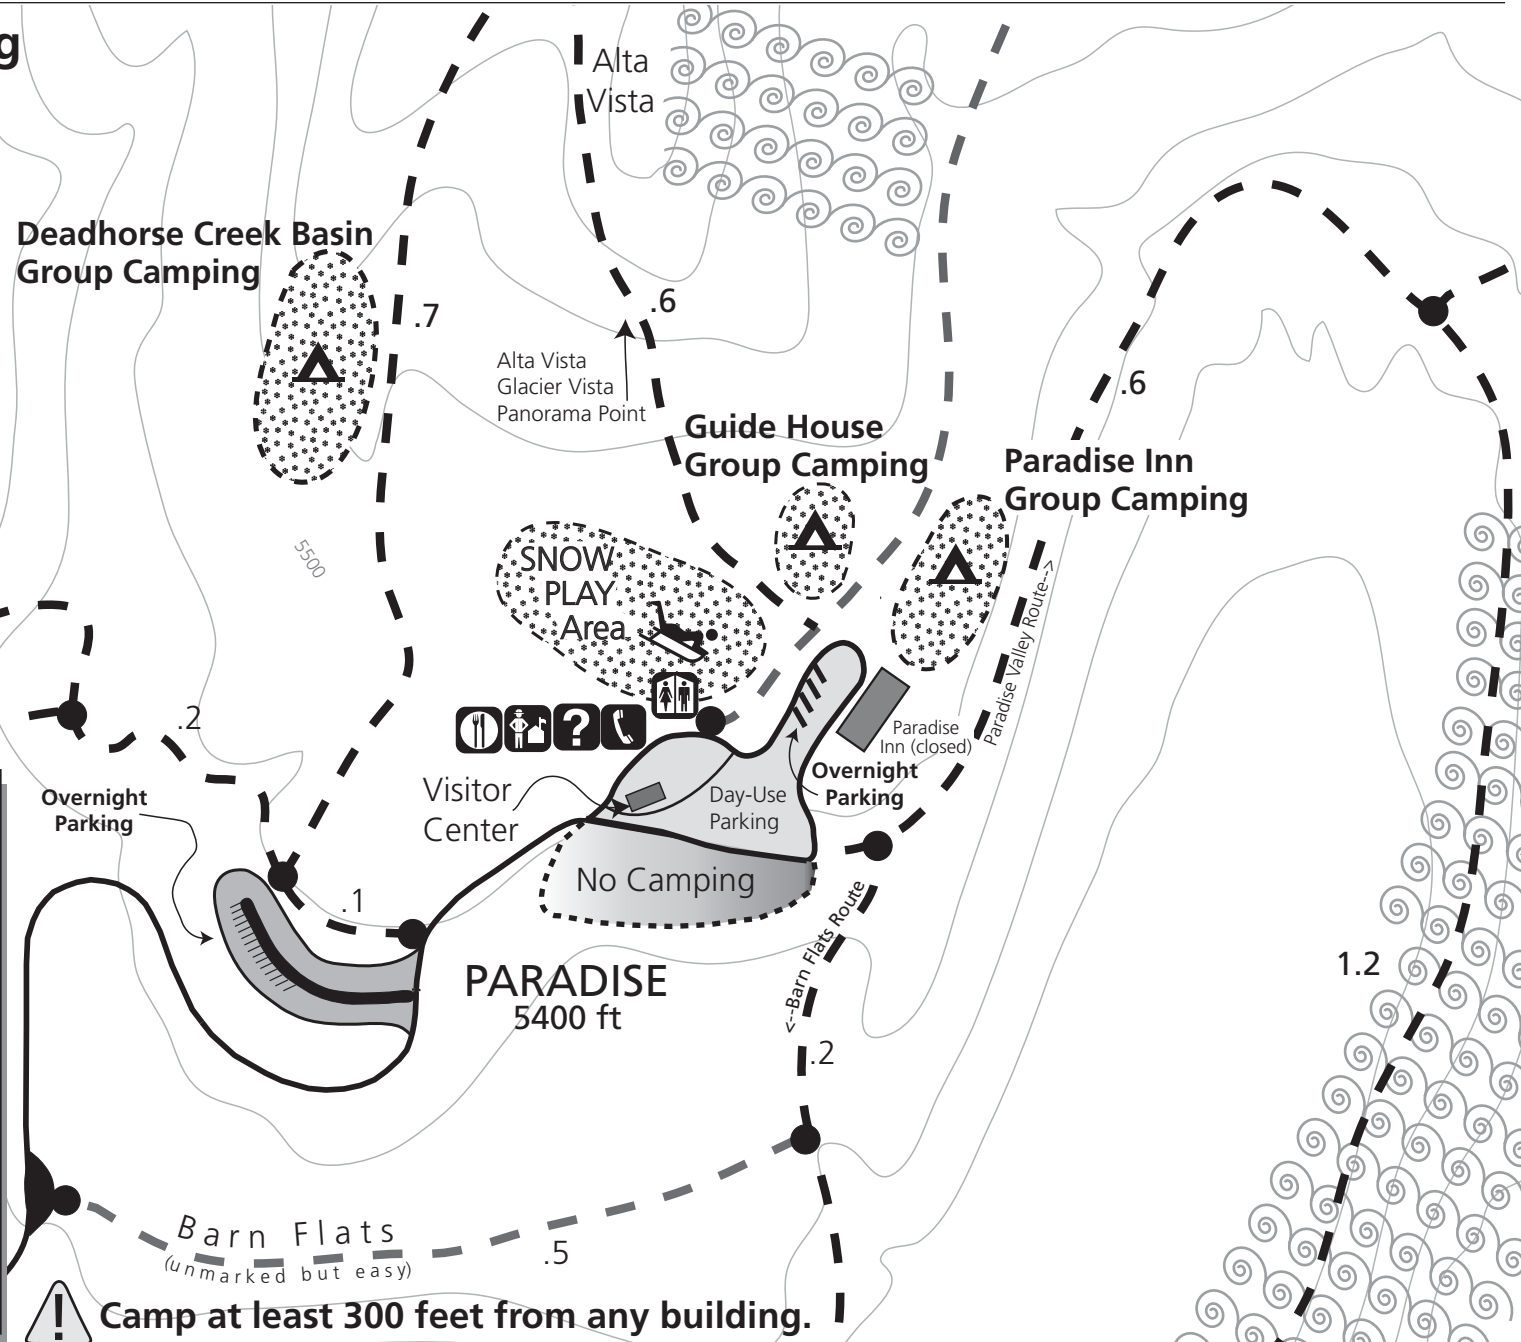 g
Alta
Vista
Deadhorse Creek Basin
Group Camping
.7
.6
Alta Vista
Glacier Vista
Panorama Point
.6
Guide House
Group Camping
Paradise Inn
Group Camping
5500
SNOW
PLAY
Area
Paradise Valley Route-->
.2
?
Paradise
Inn (closed)
Overnight
Parking
Visitor
Center
Day-Use
Parking
Overnight
Parking
No Camping
.1
<--Barn Flats Route
PARADISE
5400 ft
1.2
.2
Barn Flats
(unmarked but easy)
.5
! Camp at least 300 feet from any building.